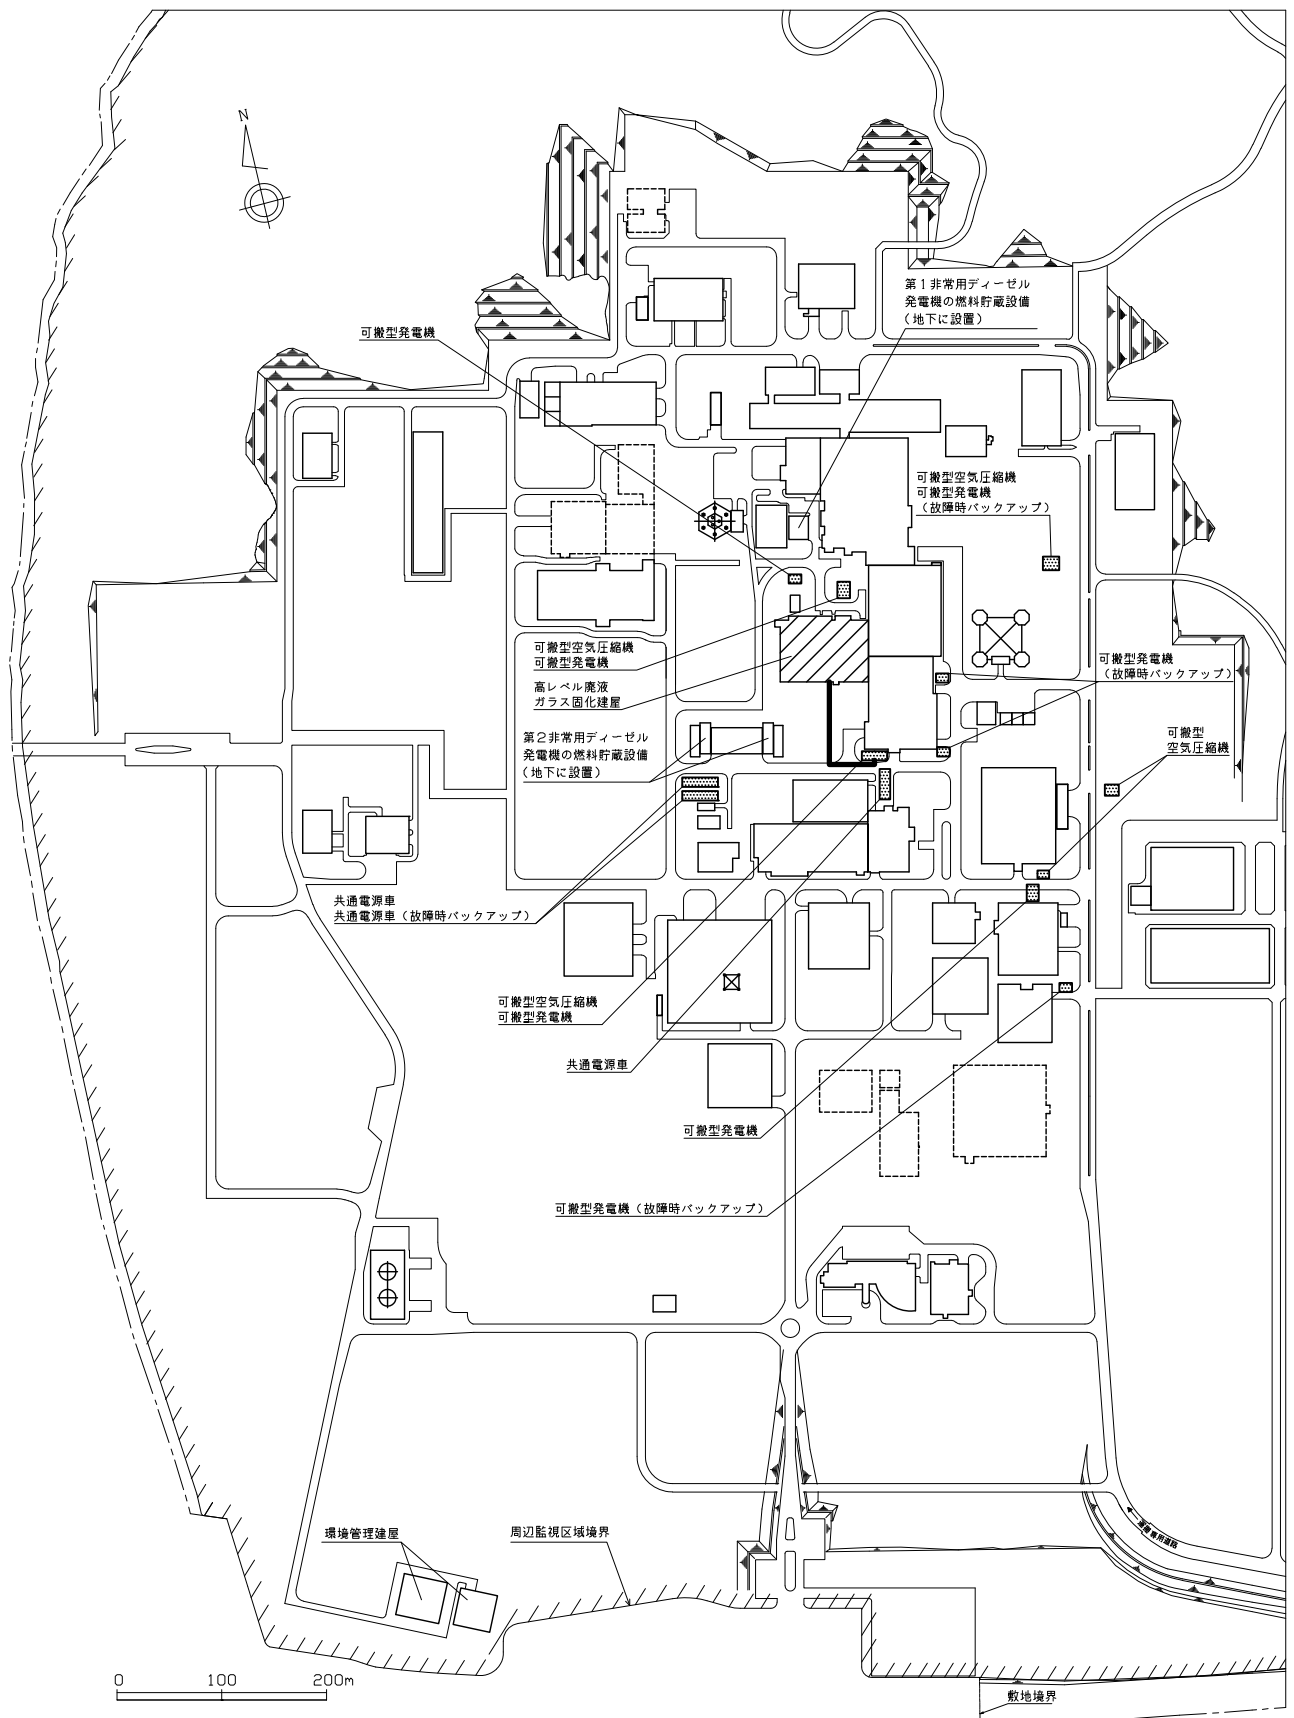 N
第1非常用ディーゼル
発電機の燃料貯蔵設備
(地下に設置)
可搬型発電機
可搬型空気圧縮機
可搬型発電機
(故障時バックアップ)
可搬型空気圧縮機
可搬型発電機
可搬型発電機
(故障時バックアップ)
高レベル廃液
ガラス固化建屋
第2非常用ディーゼル
発電機の燃料貯蔵設備
(地下に設置)
可搬型
空気圧縮機
共通電源車
共通電源車(故障時バックアップ)
可搬型空気圧縮機
可搬型発電機
共通電源車
可搬型発電機
可搬型発電機(故障時バックアップ)
環境管理建屋
周辺監視区域境界
0 100 200m
敷地境界